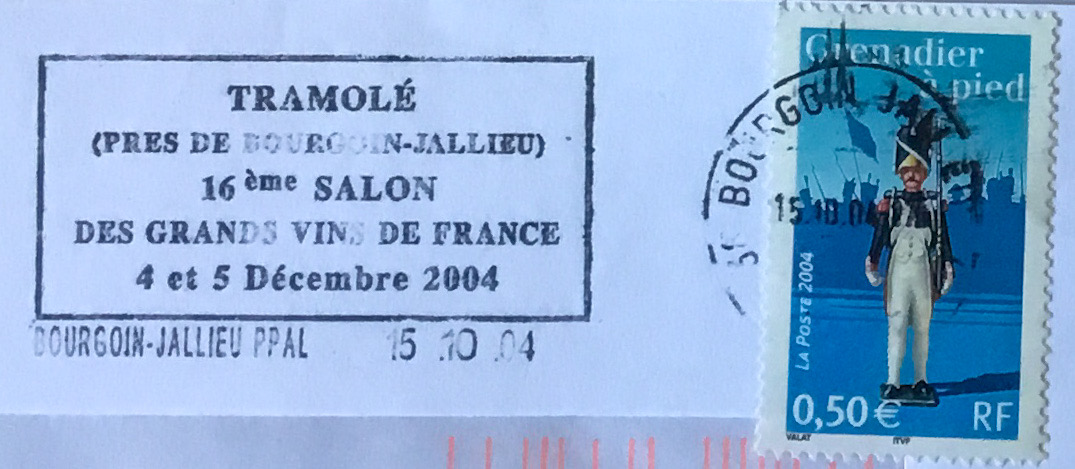 TRAMOLÉ
(PRES DE BOURGOIN-JALLIEU)
16 ème SALON
DES GRANDS VINS DE FRANCE
4 et 5 Décembre 2004
BOURGOIN-JALLIEU PPAL 15 .10 .04
Grenadier
à pied
38 BOURGOIN JA
15.10.04
LA POSTE 2004
0,50 €
RF
VALAT
ITVF